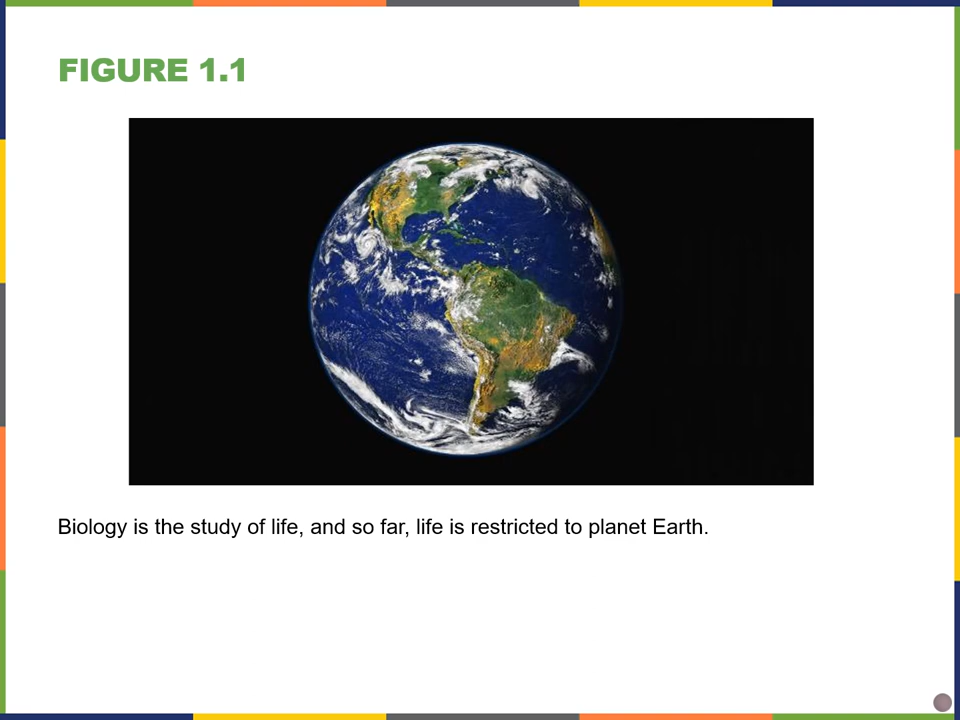 FIGURE 1.1
Biology is the study of life, and so far, life is restricted to planet Earth.